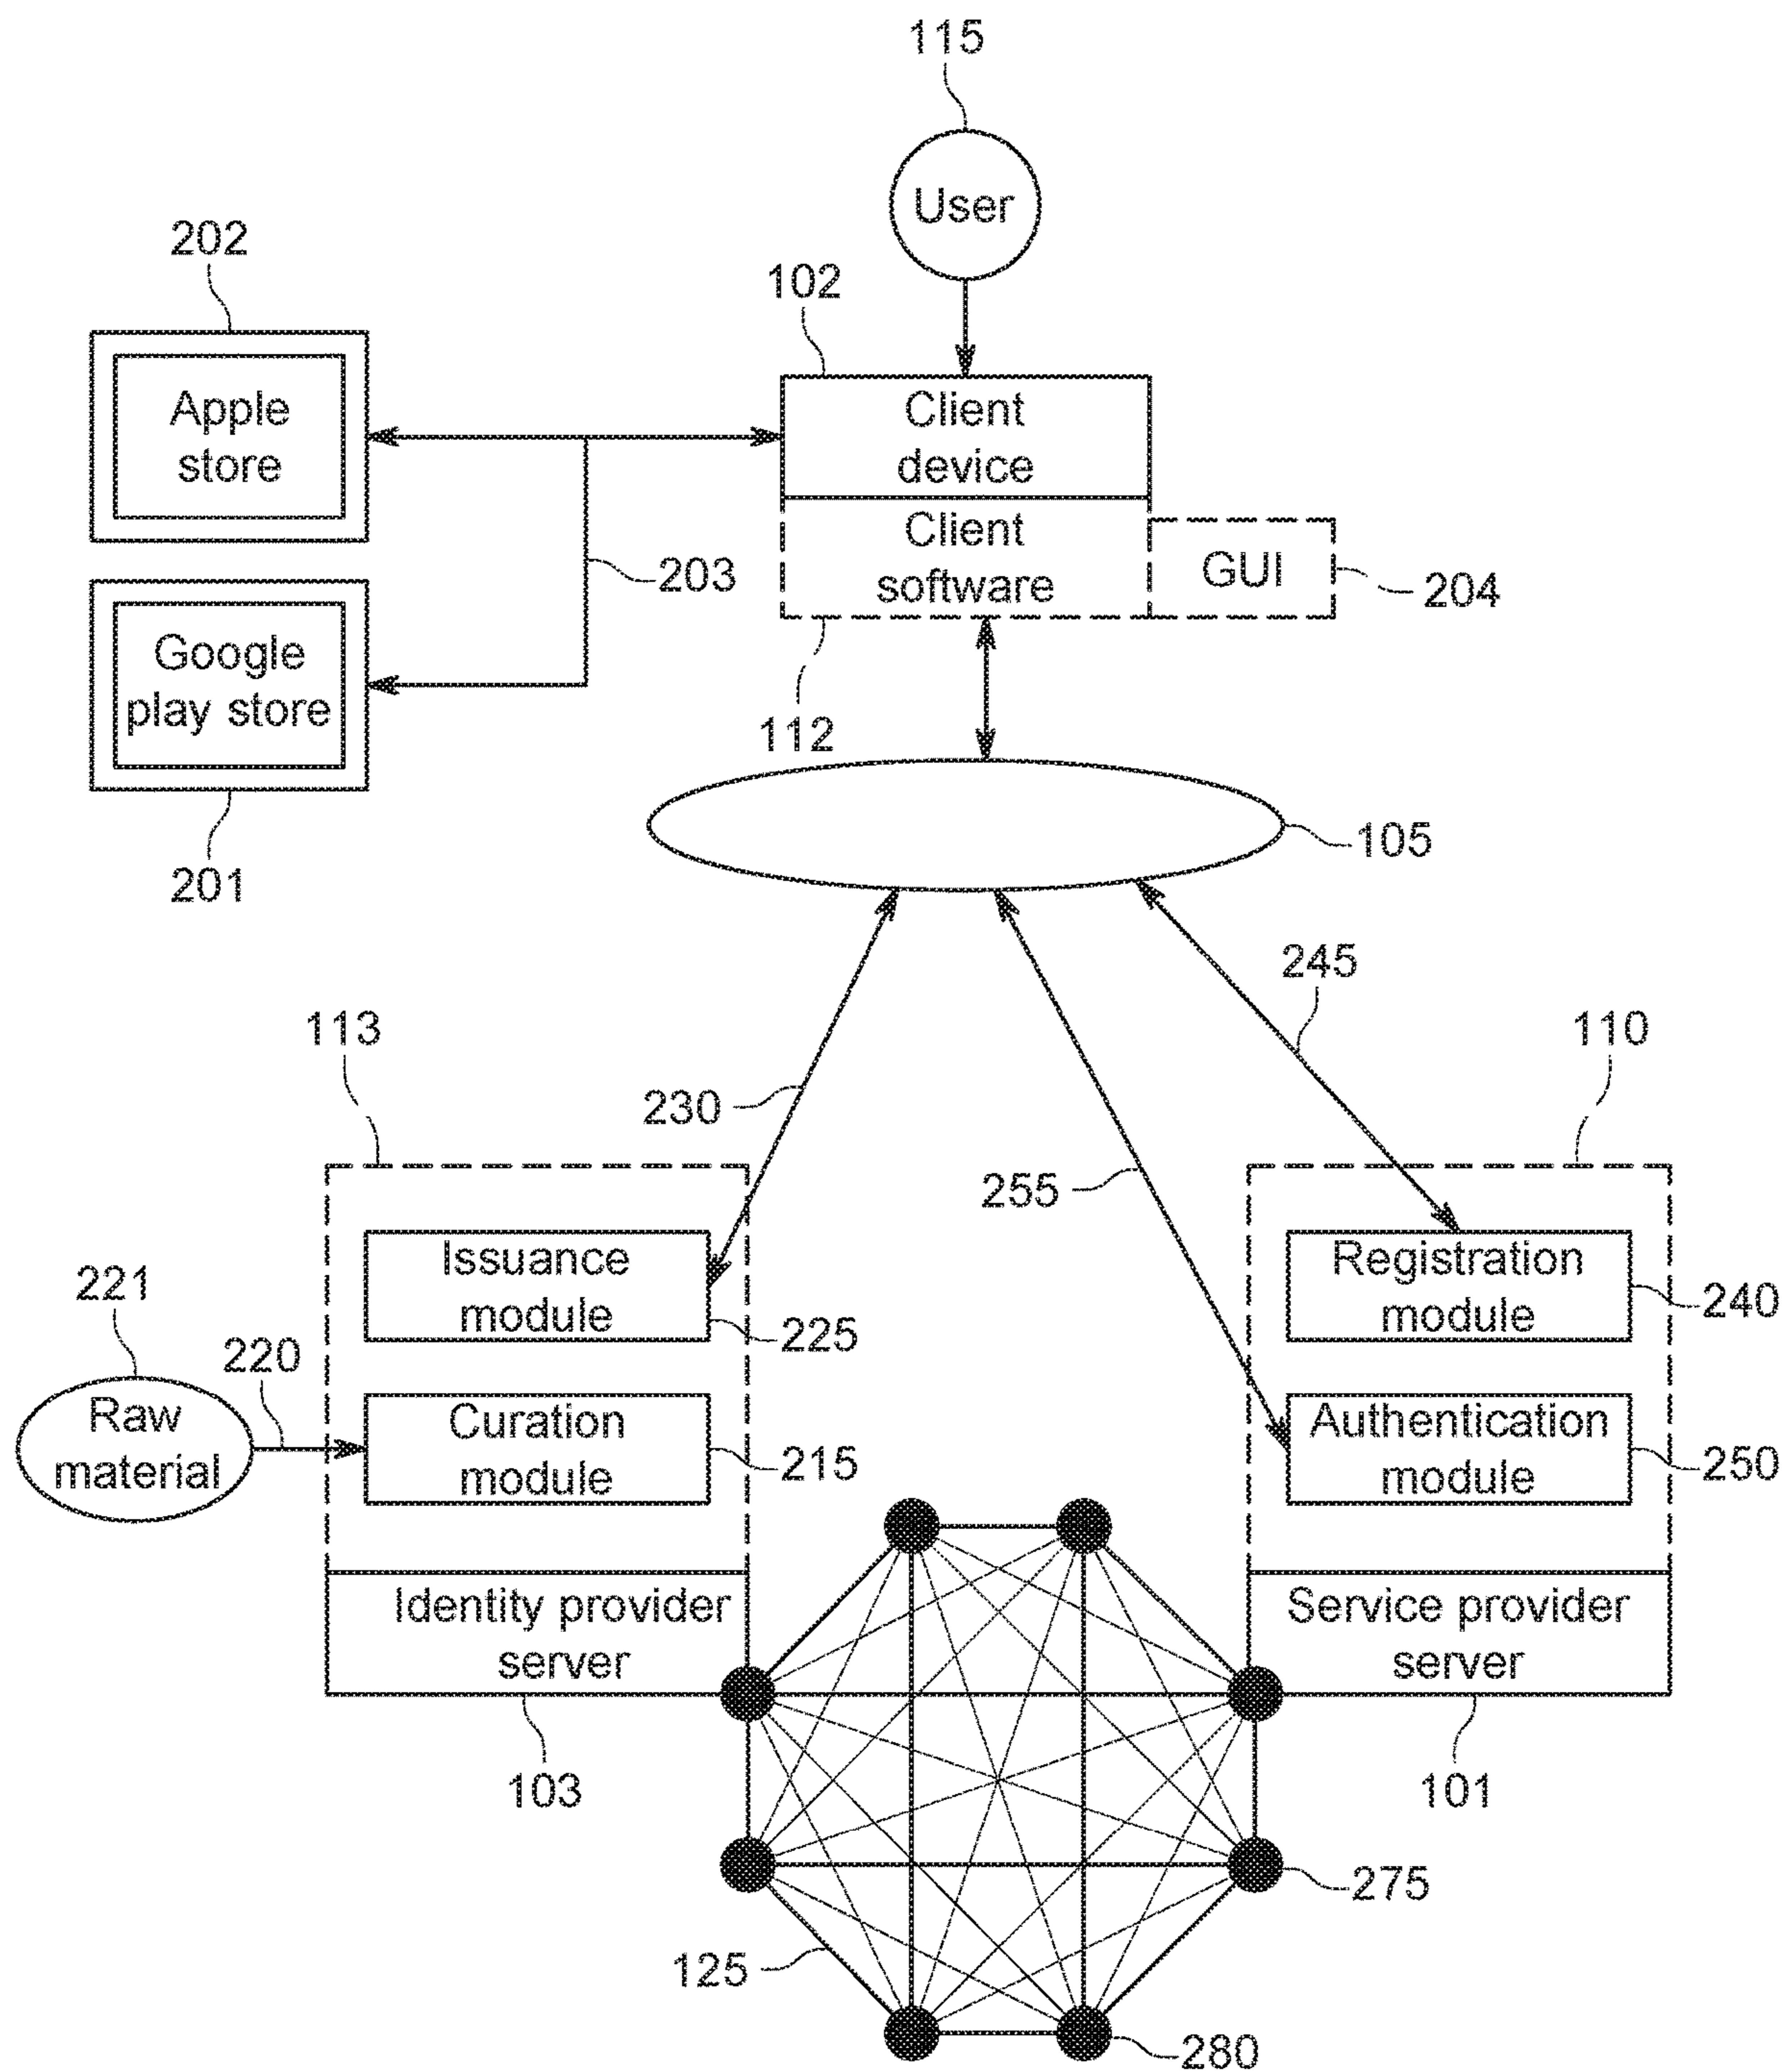 115
User
202
102
Apple
store
Client
device
Client
software
GUI
203
204
Google
play store
112
201
105
245
113
110
230
255
Issuance
module
Registration
module
221
225
240
220
Raw
material
Curation
module
215
Authentication
module
250
Identity provider
server
Service provider
server
103
101
275
125
280